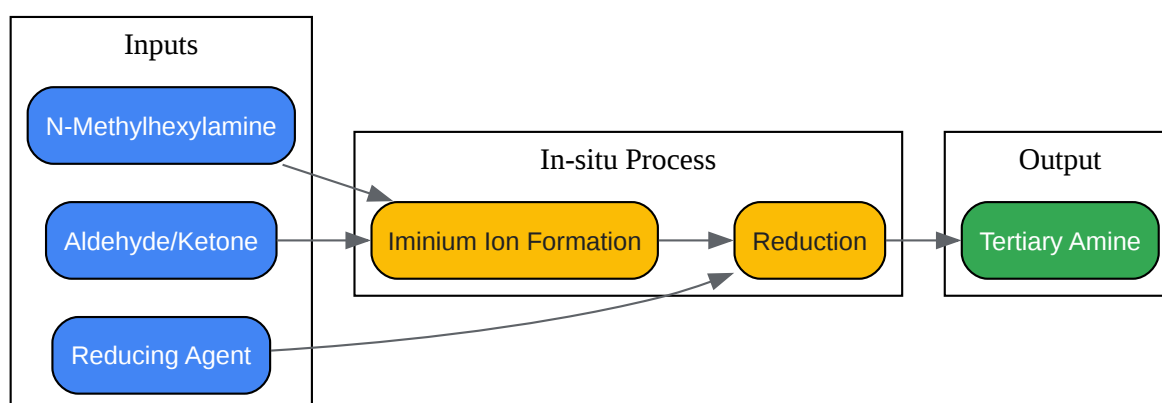 Inputs
N-Methylhexylamine
Aldehyde/Ketone
Reducing Agent
In-situ Process
Iminium Ion Formation
Reduction
Output
Tertiary Amine